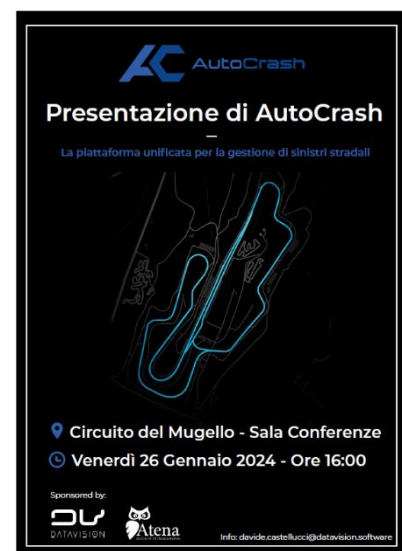 AutoCrash
Presentazione di AutoCrash
La piattaforma unificata per la gestione di sinistri stradali
Circuito del Mugello - Sala Conferenze
Venerdì 26 Gennaio 2024 - Ore 16:00
Sponsored by:
DATAVISION
Atena
Info: davide.castellucci@datavision.software